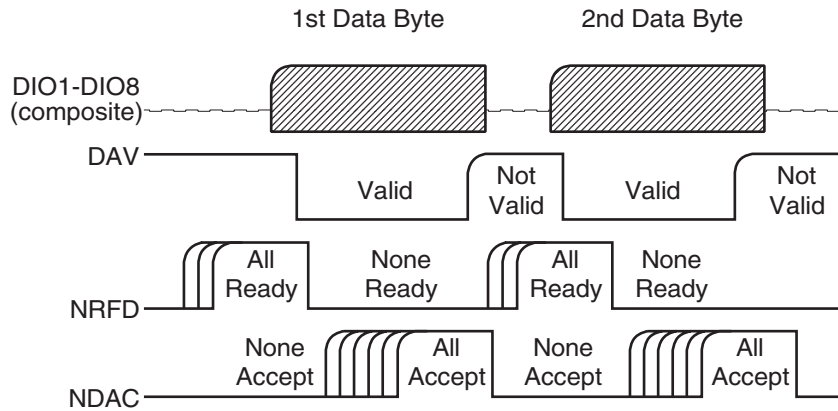 1st Data Byte 2nd Data Byte
DIO1-DIO8
(composite)
DAV
Valid
Not
Valid
Valid
Not
Valid
NRFD
All
Ready
None
Ready
All
Ready
None
Ready
NDAC
None
Accept
All
Accept
None
Accept
All
Accept